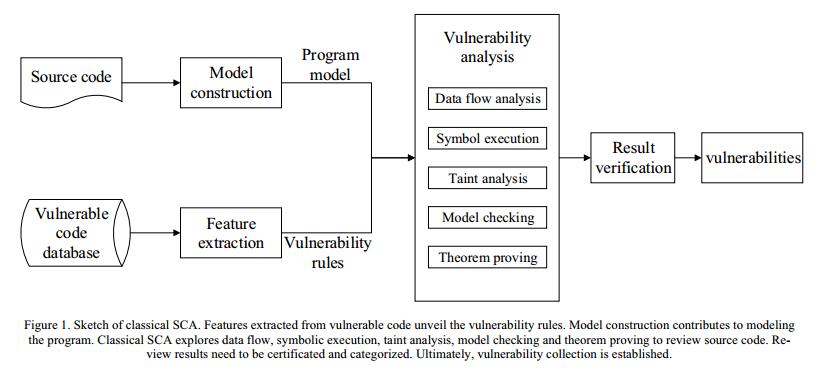 Source code
Model
construction
Program
model
Vulnerable
code
database
Feature
extraction
Vulnerability
rules
Vulnerability
analysis
Data flow analysis
Symbol execution
Taint analysis
Model checking
Theorem proving
Result
verification
vulnerabilities
Figure 1. Sketch of classical SCA. Features extracted from vulnerable code unveil the vulnerability rules. Model construction contributes to modeling
the program. Classical SCA explores data flow, symbolic execution, taint analysis, model checking and theorem proving to review source code. Re-
view results need to be certificated and categorized. Ultimately, vulnerability collection is established.